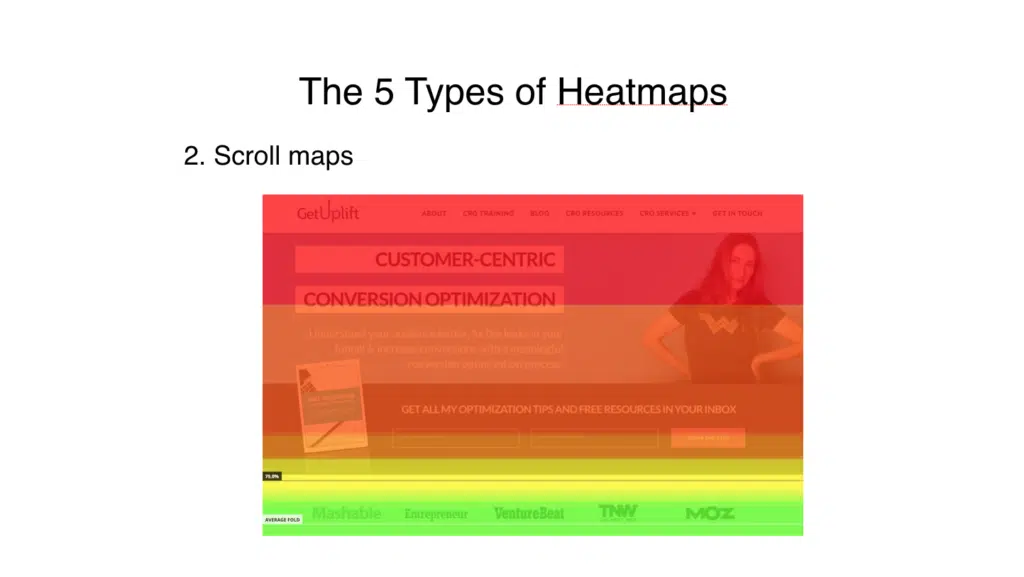 The 5 Types of Heatmaps
2. Scroll maps
GetUplift
ABOUT CRO TRAINING BLOG CRO RESOURCES CRO SERVICES GET IN TOUCH
CUSTOMER-CENTRIC
CONVERSION OPTIMIZATION
GET ALL MY OPTIMIZATION TIPS AND FREE RESOURCES IN YOUR INBOX
AVERAGE FOLD
Mashable Entrepreneur VentureBeat TNW MOZ